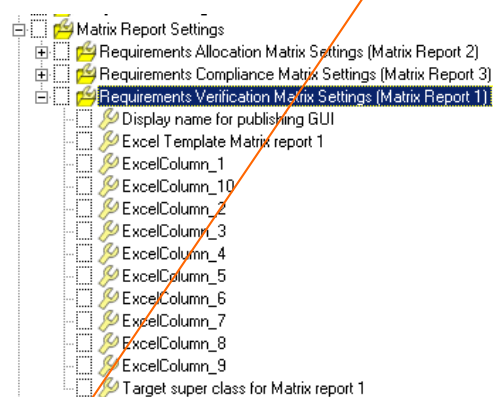 Matrix Report Settings
Requirements Allocation Matrix Settings (Matrix Report 2)
Requirements Compliance Matrix Settings (Matrix Report 3)
Requirements Verification Matrix Settings (Matrix Report 1)
Display name for publishing GUI
Excel Template Matrix report 1
ExcelColumn_1
ExcelColumn_10
ExcelColumn_2
ExcelColumn_3
ExcelColumn_4
ExcelColumn_5
ExcelColumn_6
ExcelColumn_7
ExcelColumn_8
ExcelColumn_9
Target super class for Matrix report 1